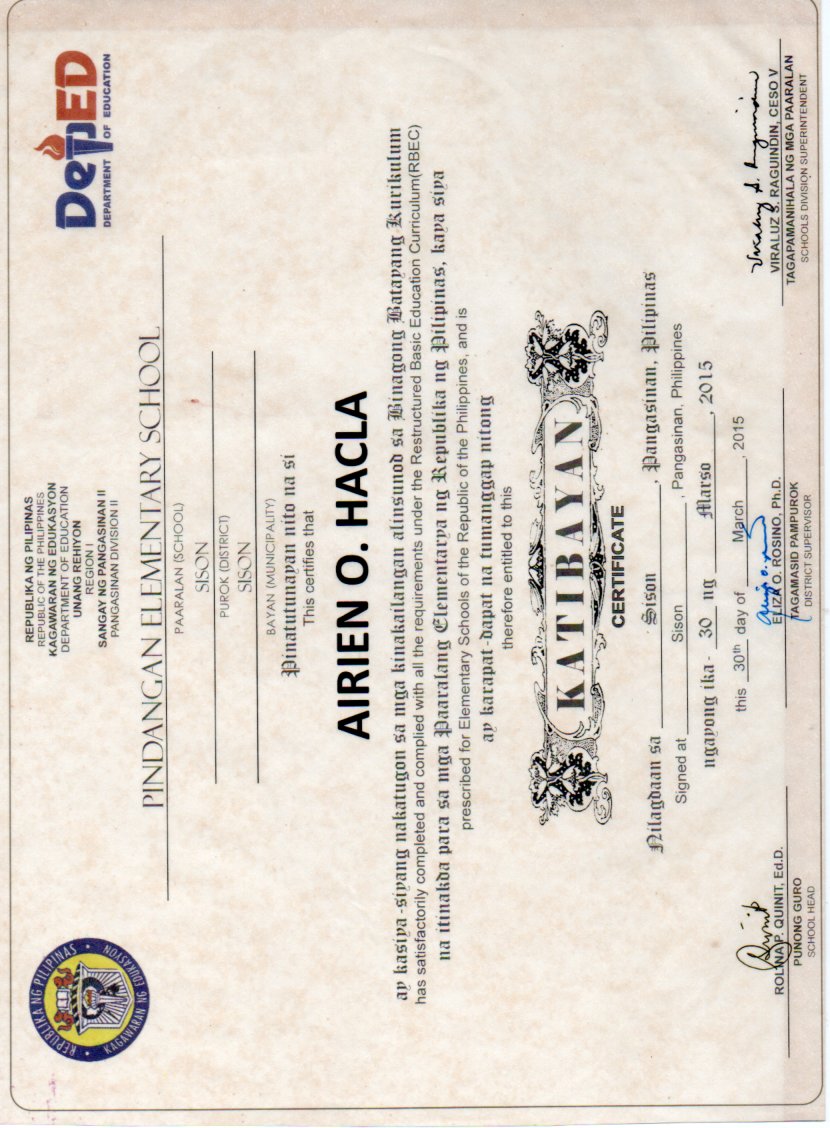 REPUBLIKA NG PILIPINAS
KAGAWARAN NG EDUKASYON
REPUBLIKA NG PILIPINAS
REPUBLIC OF THE PHILIPPINES
KAGAWARAN NG EDUKASYON
DEPARTMENT OF EDUCATION
UNANG REHIYON
REGION I
SANGAY NG PANGASINAN II
PANGASINAN DIVISION II
DepED
DEPARTMENT OF EDUCATION
PINDANGAN ELEMENTARY SCHOOL
PAARALAN (SCHOOL)
SISON
PUROK (DISTRICT)
SISON
BAYAN (MUNICIPALITY)
Pinatutunayan nito na si
This certifies that
AIRIEN O. HACLA
ay kasiya-siyang nakatugon sa mga kinakailangan alinsunod sa Binagong Batayang Kurikulum
has satisfactorily completed and complied with all the requirements under the Restructured Basic Education Curriculum(RBEC)
na itinakda para sa mga Paaralang Elementarya ng Republika ng Pilipinas, kaya siya
prescribed for Elementary Schools of the Republic of the Philippines, and is
ay karapat-dapat na tumanggap nitong
therefore entitled to this
KATIBAYAN
CERTIFICATE
Nilagdaan sa Sison, Pangasinan, Pilipinas
Signed at Sison, Pangasinan, Philippines
ngayong ika- 30 ng Marso, 2015
this 30th day of March, 2015
ROLINA P. QUINIT, Ed.D.
PUNONG GURO
SCHOOL HEAD
ELIZA O. ROSINO, Ph.D.
TAGAMASID PAMPUROK
DISTRICT SUPERVISOR
VIRALUZ S. RAGUINDIN, CESO V
TAGAPAMANIHALA NG MGA PAARALAN
SCHOOLS DIVISION SUPERINTENDENT